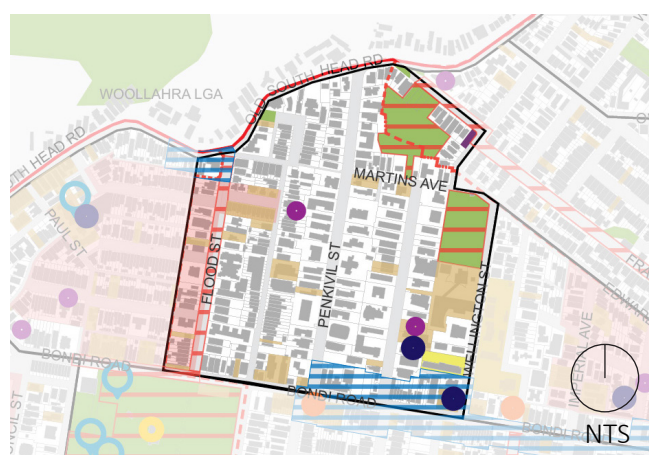 OLD SOUTH HEAD RD
WOOLLAHRA LGA
SOUTH HEAD RD
MARTINS AVE
PAUL ST
FLOOD ST
PENKIVIL ST
WELLINGTON ST
IMPERIAL AVE
BONDI ROAD
BONDI ROAD
BONDI
NTS